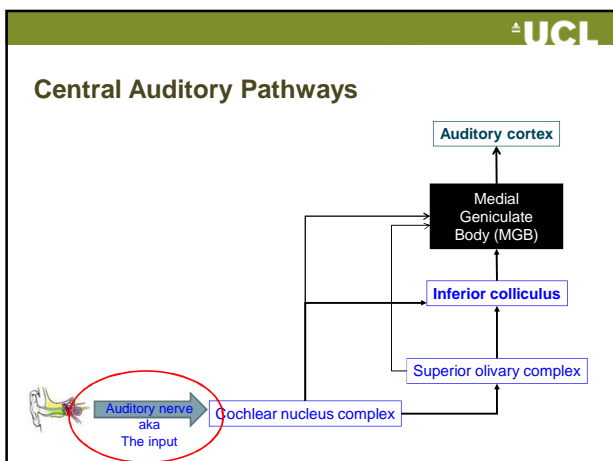 UCL
Central Auditory Pathways
Auditory cortex
Medial
Geniculate
Body (MGB)
Inferior colliculus
Superior olivary complex
Auditory nerve
aka
The input
Cochlear nucleus complex